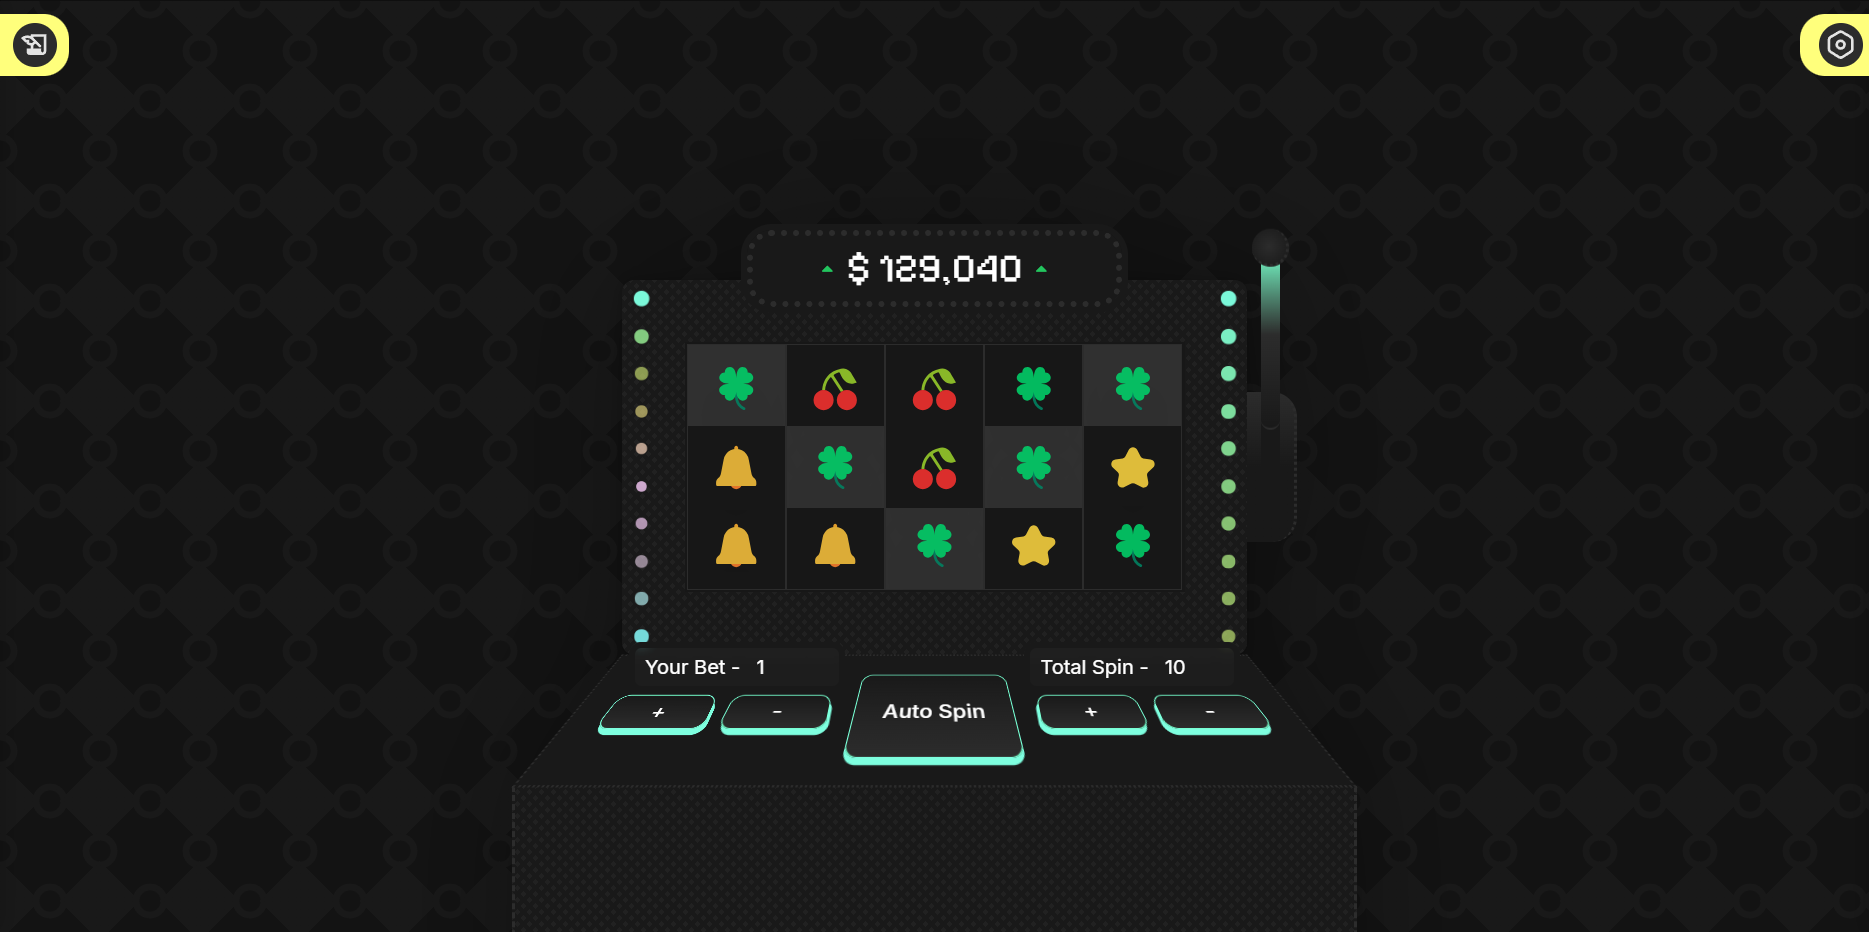 $ 129,040
Your Bet - 1
Total Spin - 10
+ - Auto Spin + -